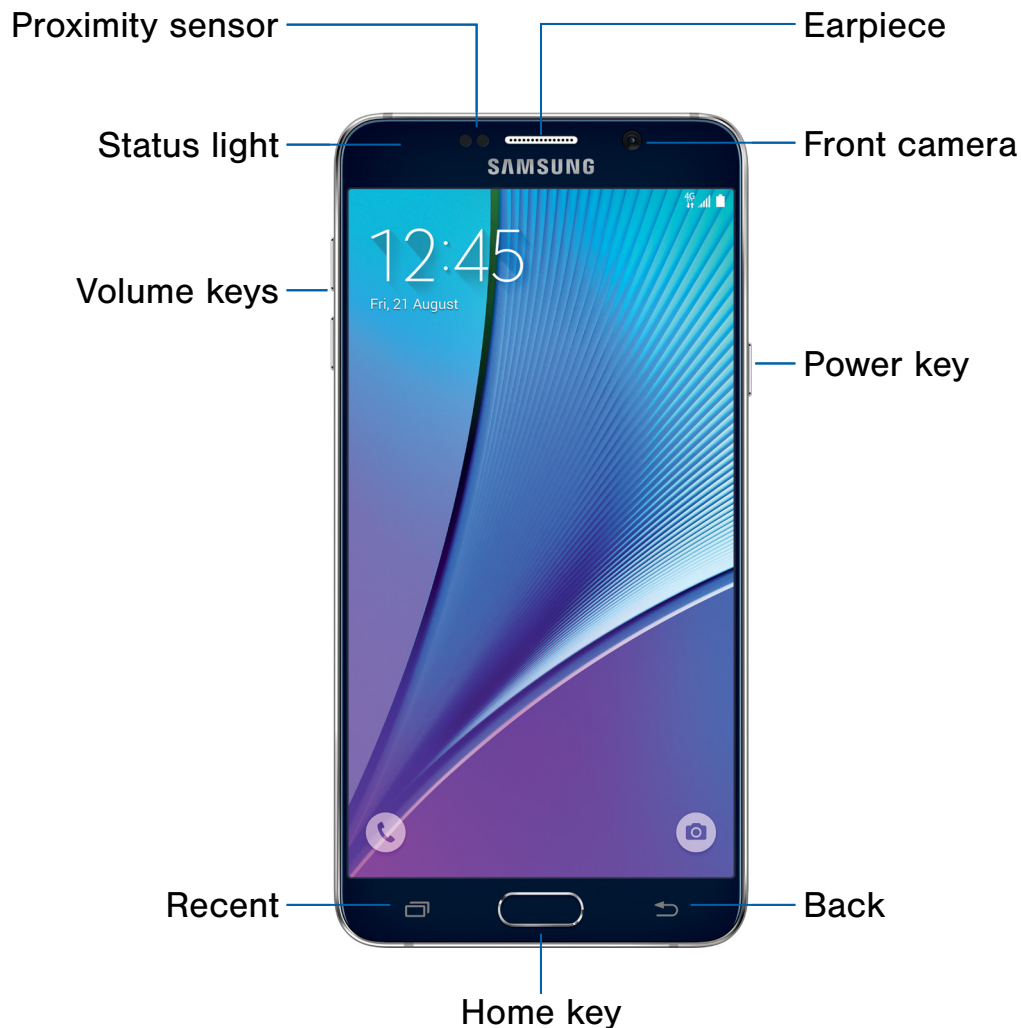 Proximity sensor
Earpiece
Status light
Front camera
SAMSUNG
4G
12:45
Fri, 21 August
Volume keys
Power key
Recent
Back
Home key